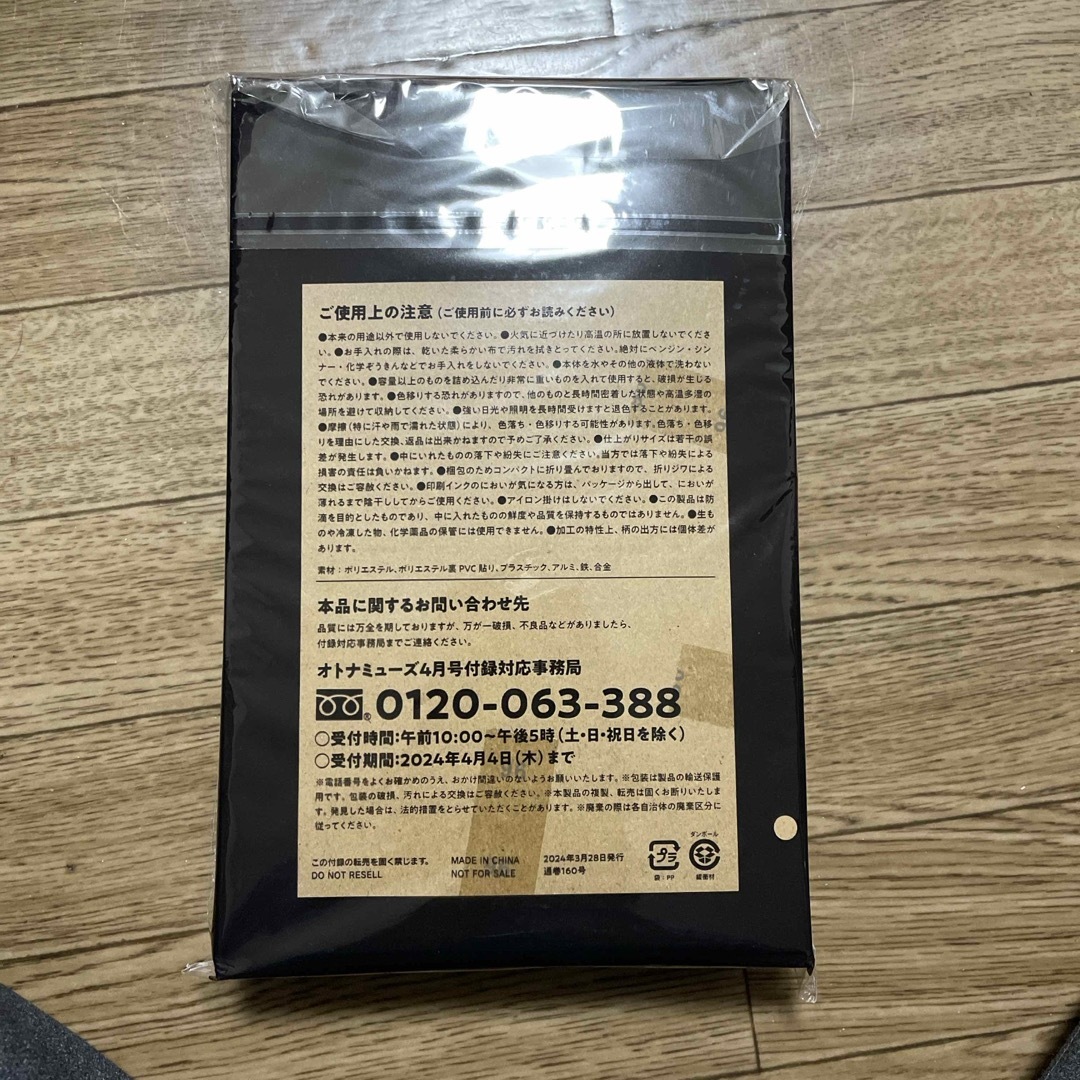 ご使用上の注意(ご使用前に必ずお読みください)
●本来の用途以外で使用しないでください。●火気に近づけたり高温の所に放置しないでくださ
い。●お手入れの際は、乾いた柔らかい布で汚れを拭きとってください。絶対にベンジン・シン
ナー・化学ぞうきんなどでお手入れをしないでください。●本体を水やその他の液体で洗わない
でください。●容量以上のものを詰め込んだり非常に重いものを入れて使用すると、破損が生じる
恐れがあります。●色移りする恐れがありますので、他のものと長時間密着した状態や高温多湿の
場所を避けて収納してください。●強い日光や照明を長時間受けますと退色することがあります。
●摩擦(特に汗や雨で濡れた状態)により、色落ち・色移りする可能性があります。色落ち・色移
りを理由にした交換、返品は出来かねますので予めご了承ください。●仕上がりサイズは若干の誤
差が発生します。●中にいれたものの落下や紛失にご注意ください。当方では落下や紛失による
損害の責任は負いかねます。●梱包のためコンパクトに折り畳んでおりますので、折りジワによる
交換はご容赦ください。●印刷インクのにおいが気になる方は、パッケージから出して、においが
薄れるまで陰干ししてからご使用ください。●アイロン掛けはしないでください。●この製品は防
滴を目的としたものであり、中に入れたものの鮮度や品質を保持するものではありません。●生も
のや冷凍した物、化学薬品の保管には使用できません。●加工の特性上、柄の出方には個体差が
あります。
素材:ポリエステル、ポリエステル裏PVC貼り、プラスチック、アルミ、鉄、合金
本品に関するお問い合わせ先
品質には万全を期しておりますが、万が一破損、不良品などがありましたら、
付録対応事務局までご連絡ください。
オトナミューズ4月号付録対応事務局
® 0120-063-388
○受付時間:午前10:00~午後5時(土・日・祝日を除く)
○受付期間:2024年4月4日(木)まで
※電話番号をよくお確かめのうえ、おかけ間違いのないようお願いいたします。※包装は製品の輸送保護
用です。包装の破損、汚れによる交換はご容赦ください。※本製品の複製、転売は固くお断りいたしま
す。発見した場合は、法的措置をとらせていただくことがあります。※廃棄の際は各自治体の廃棄区分に
従ってください。
この付録の転売を固く禁じます。
DO NOT RESELL
MADE IN CHINA
NOT FOR SALE
2024年3月28日発行
通巻160号
プラ
袋:PP
ダンボール
緩衝材